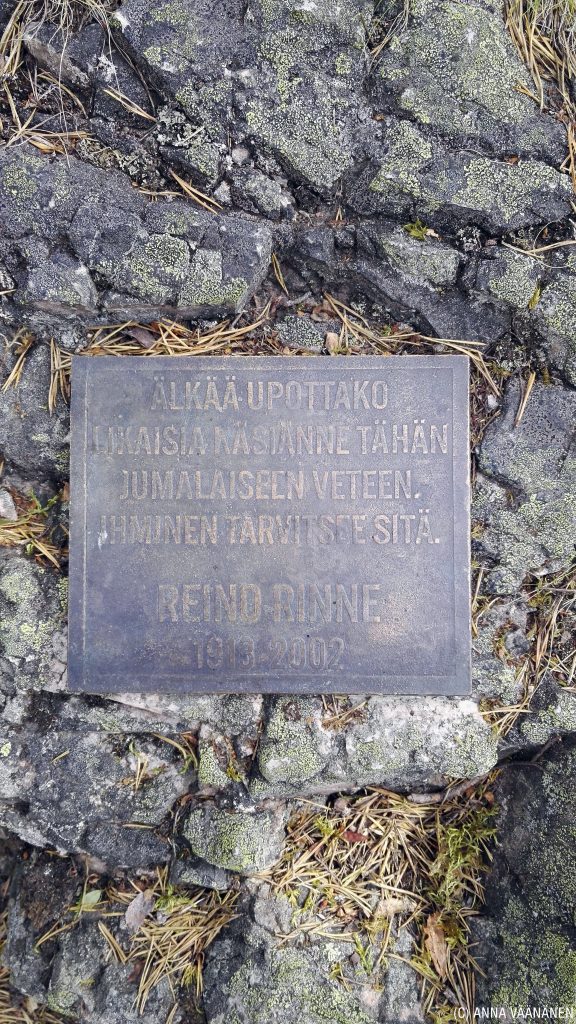 ÄLKÄÄ UPOTTAKO
LIKAISIA KÄSIÄNNE TÄHÄN
JUMALAISEEN VETEEN.
IHMINEN TARVITSEE SITÄ.
REINO RINNE
1913-2002
(C) ANNA VÄÄNÄNEN